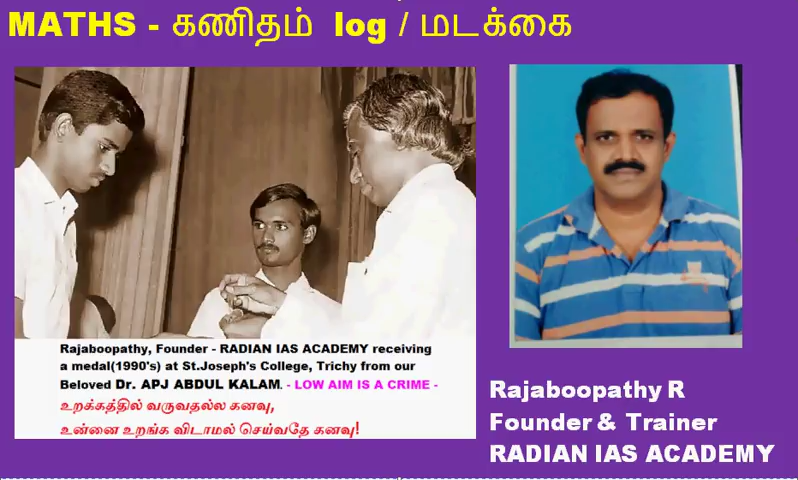 MATHS - கணிதம் log / மடக்கை
Rajaboopathy, Founder - RADIAN IAS ACADEMY receiving
a medal(1990's) at St.Joseph's College, Trichy from our
Beloved Dr. APJ ABDUL KALAM. - LOW AIM IS A CRIME -
உறக்கத்தில் வருவதல்ல கனவு,
உன்னை உறங்க விடாமல் செய்வதே கனவு!
Rajaboopathy R
Founder & Trainer
RADIAN IAS ACADEMY